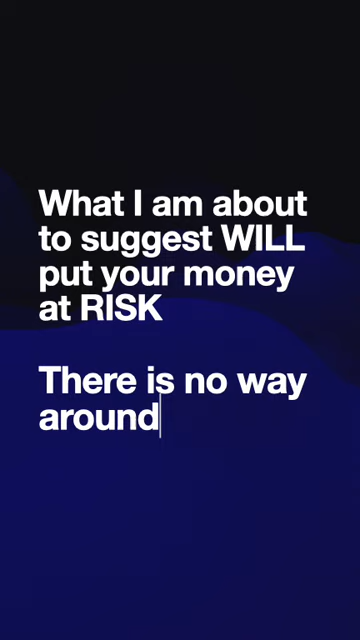 What I am about
to suggest WILL
put your money
at RISK
There is no way
around